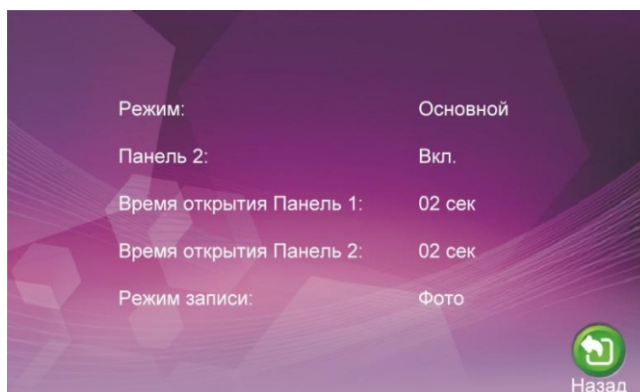 Режим: Основной
Панель 2: Вкл.
Время открытия Панель 1: 02 сек
Время открытия Панель 2: 02 сек
Режим записи: Фото
Назад